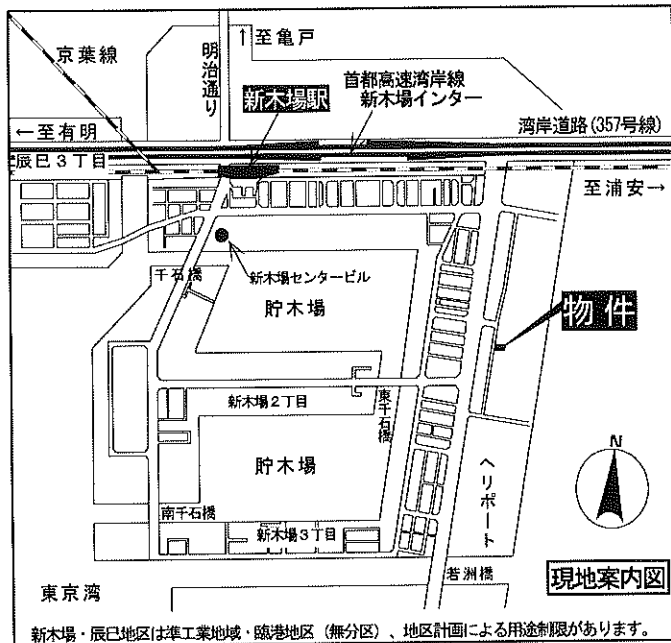 ↑至亀戸
京葉線
明治通り
首都高速湾岸線
新木場駅
新木場インター
←至有明
湾岸道路(357号線)
辰巳3丁目
至浦安→
千石橋
新木場センタービル
貯木場
物件
新木場2丁目
東千石橋
貯木場
N
ヘリポート
南千石橋
新木場3丁目
東京湾
若洲橋
現地案内図
新木場・辰巳地区は準工業地域・臨港地区（無分区）、地区計画による用途制限があります。